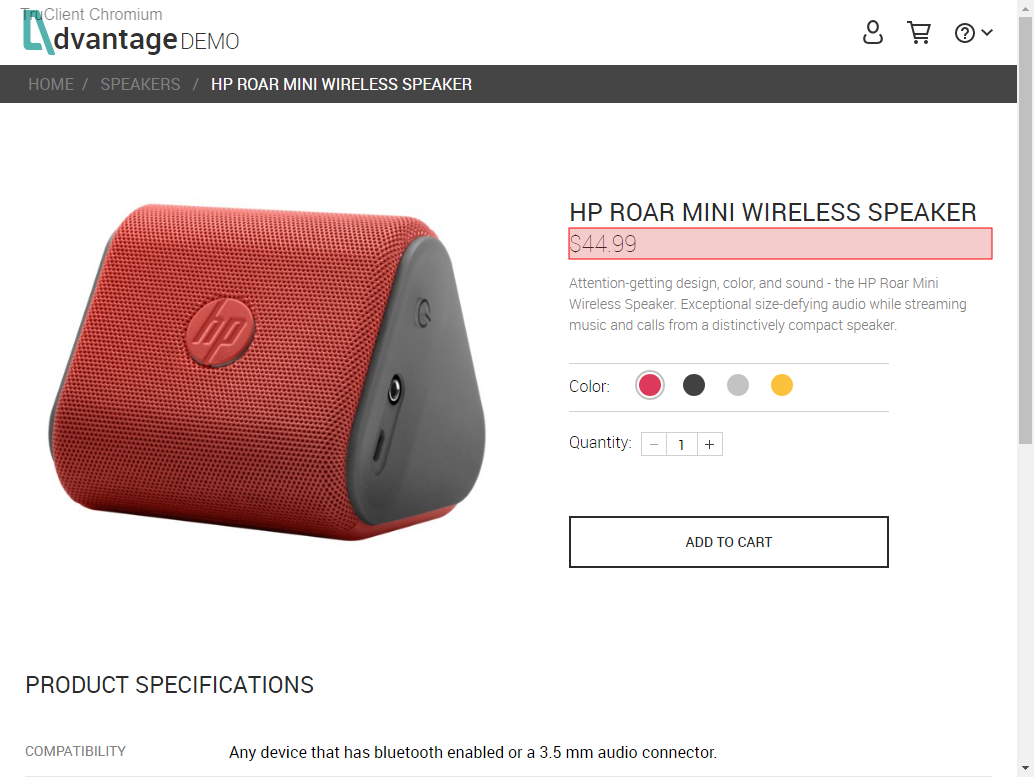 TruClient Chromium
dvantage DEMO
HOME / SPEAKERS / HP ROAR MINI WIRELESS SPEAKER
hp
HP ROAR MINI WIRELESS SPEAKER
$44.99
Attention-getting design, color, and sound - the HP Roar Mini
Wireless Speaker. Exceptional size-defying audio while streaming
music and calls from a distinctively compact speaker.
Color:
Quantity: − 1 +
ADD TO CART
PRODUCT SPECIFICATIONS
COMPATIBILITY Any device that has bluetooth enabled or a 3.5 mm audio connector.